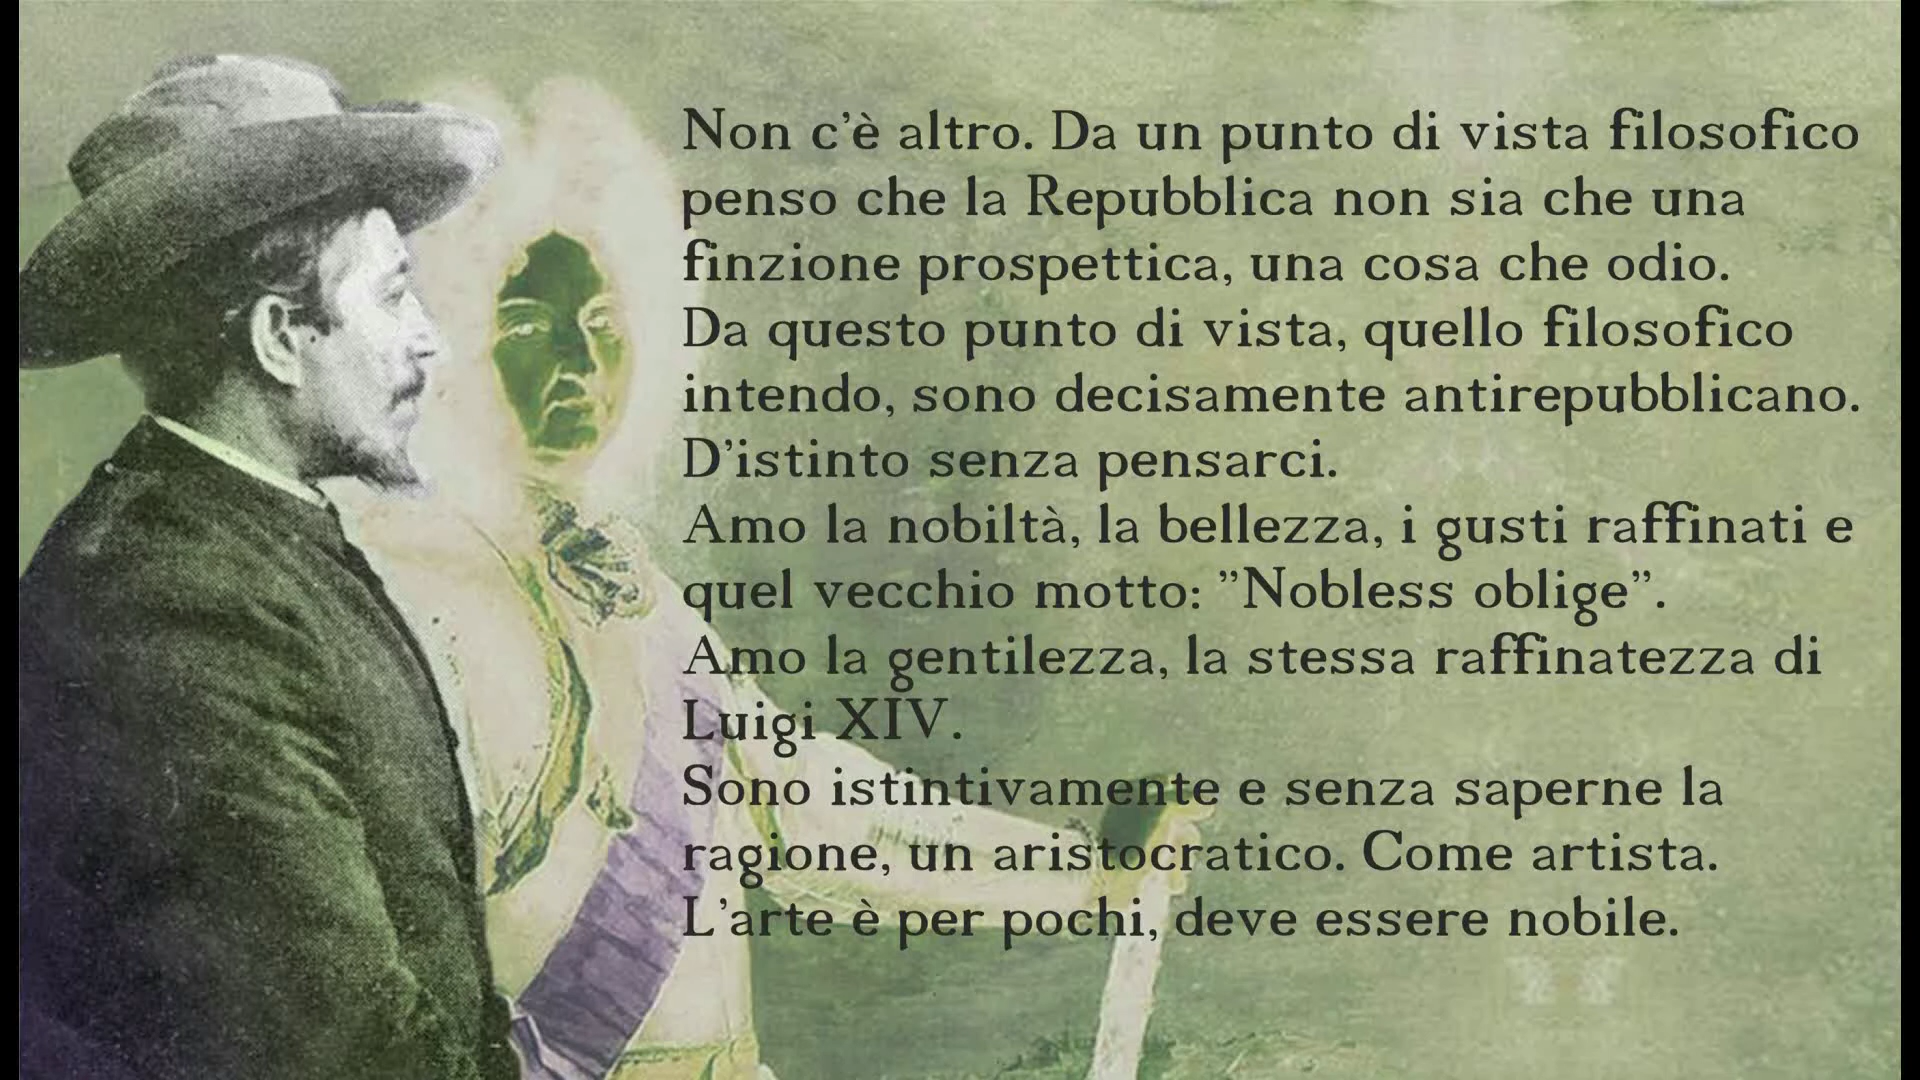 Non c’è altro. Da un punto di vista filosofico
penso che la Repubblica non sia che una
finzione prospettica, una cosa che odio.
Da questo punto di vista, quello filosofico
intendo, sono decisamente antirepubblicano.
D’istinto senza pensarci.
Amo la nobiltà, la bellezza, i gusti raffinati e
quel vecchio motto: ”Nobless oblige”.
Amo la gentilezza, la stessa raffinatezza di
Luigi XIV.
Sono istintivamente e senza saperne la
ragione, un aristocratico. Come artista.
L’arte è per pochi, deve essere nobile.